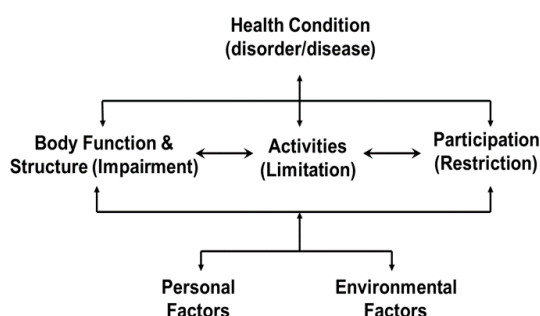 Health Condition
(disorder/disease)
Body Function &
Structure (Impairment)
Activities
(Limitation)
Participation
(Restriction)
Personal
Factors
Environmental
Factors